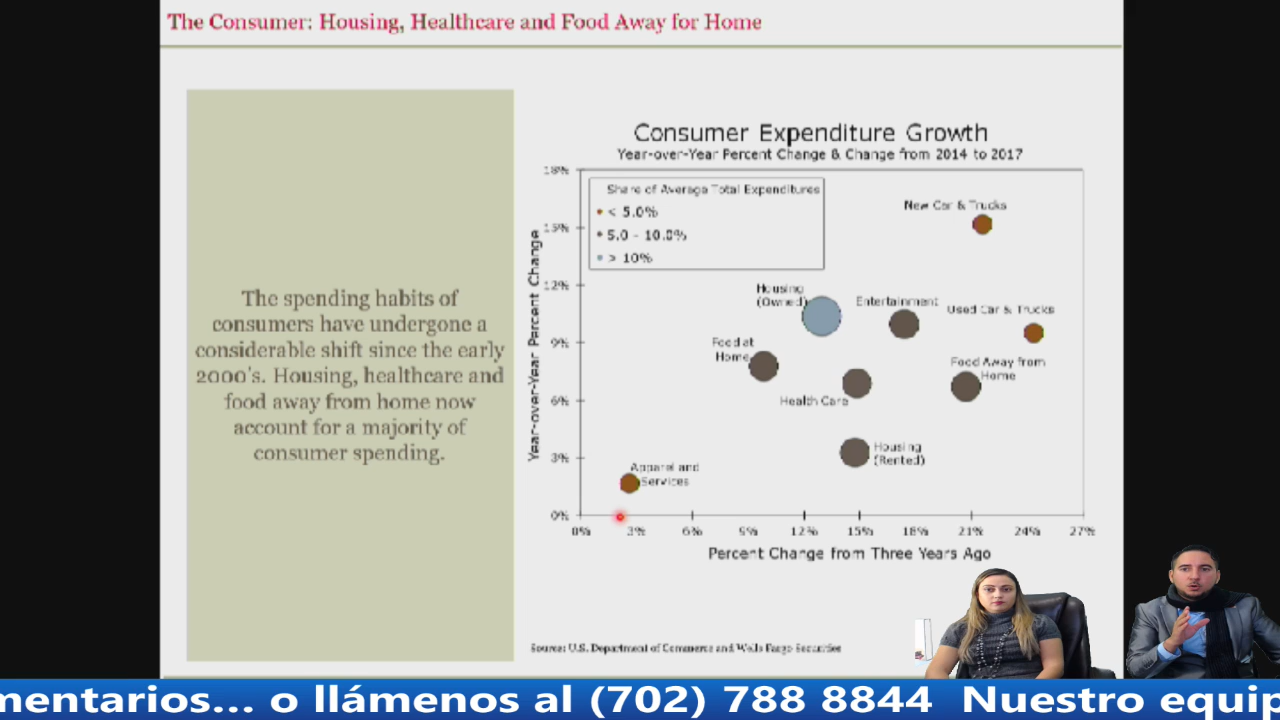 The Consumer: Housing, Healthcare and Food Away for Home
The spending habits of
consumers have undergone a
considerable shift since the early
2000's. Housing, healthcare and
food away from home now
account for a majority of
consumer spending.
Consumer Expenditure Growth
Year-over-Year Percent Change & Change from 2014 to 2017
Share of Average Total Expenditures
< 5.0%
5.0 - 10.0%
> 10%
Year-over-Year Percent Change
18%
15%
12%
9%
6%
3%
0%
New Car & Trucks
Housing
(Owned)
Entertainment
Used Car & Trucks
Food at
Home
Food Away from
Home
Health Care
Housing
(Rented)
Apparel and
Services
0% 3% 6% 9% 12% 15% 18% 21% 24% 27%
Percent Change from Three Years Ago
Source: U.S. Department of Commerce and Wells Fargo Securities
mentarios... o llámenos al (702) 788 8844 Nuestro equip